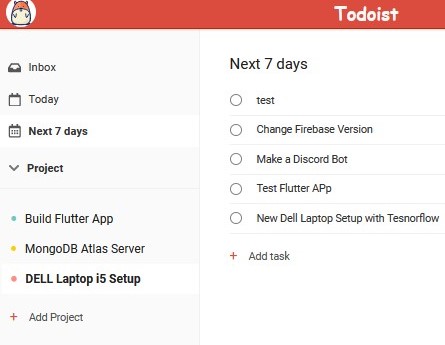 Todoist
Inbox
Today
Next 7 days
Project
Build Flutter App
MongoDB Atlas Server
DELL Laptop i5 Setup
+ Add Project
Next 7 days
test
Change Firebase Version
Make a Discord Bot
Test Flutter APp
New Dell Laptop Setup with Tesnorflow
+ Add task